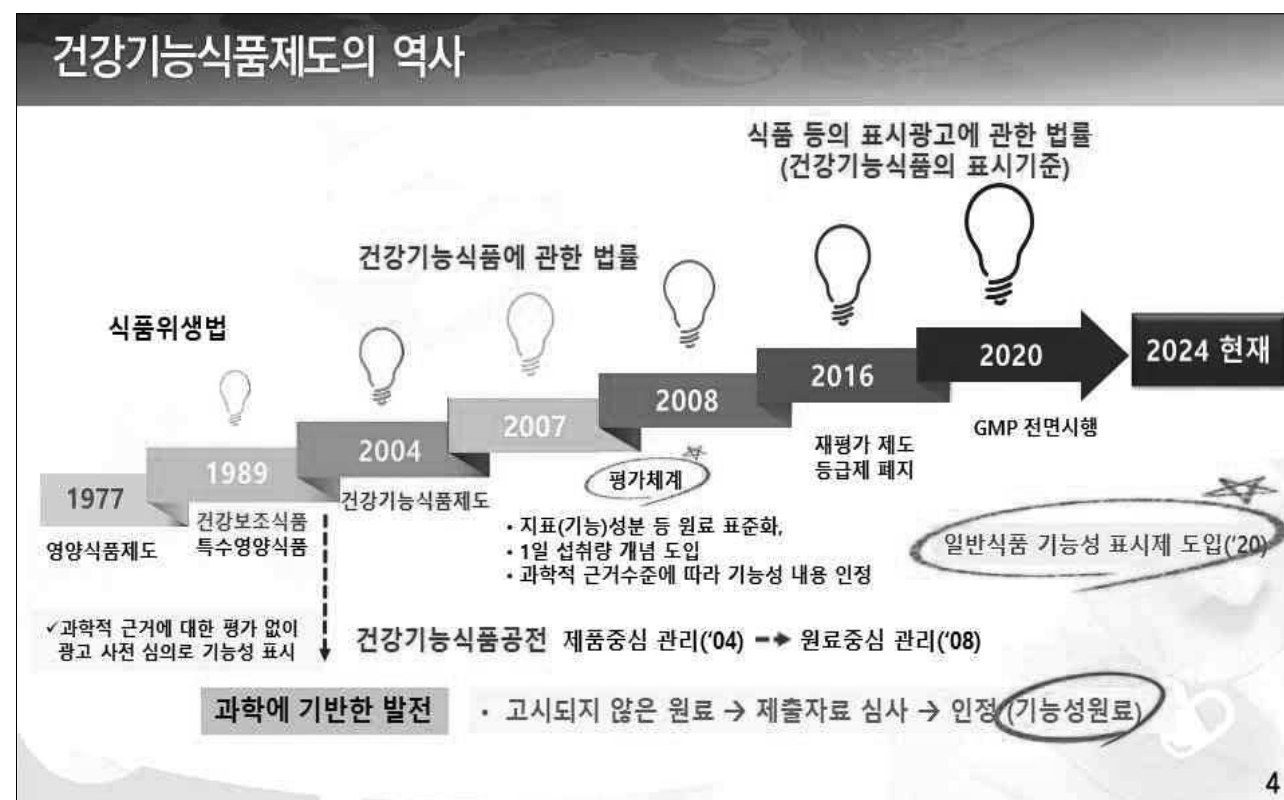 건강기능식품제도의 역사
식품 등의 표시광고에 관한 법률
(건강기능식품의 표시기준)
건강기능식품에 관한 법률
식품위생법
1977
영양식품제도
1989
건강보조식품
특수영양식품
2004
건강기능식품제도
2007
2008
평가체계
2016
재평가 제도
등급제 폐지
2020
GMP 전면시행
2024 현재
• 지표(기능)성분 등 원료 표준화,
• 1일 섭취량 개념 도입
• 과학적 근거수준에 따라 기능성 내용 인정
일반식품 기능성 표시제 도입('20)
✓과학적 근거에 대한 평가 없이
광고 사전 심의로 기능성 표시
건강기능식품공전 제품중심 관리('04) → 원료중심 관리('08)
과학에 기반한 발전
• 고시되지 않은 원료 → 제출자료 심사 → 인정 (기능성원료)
4